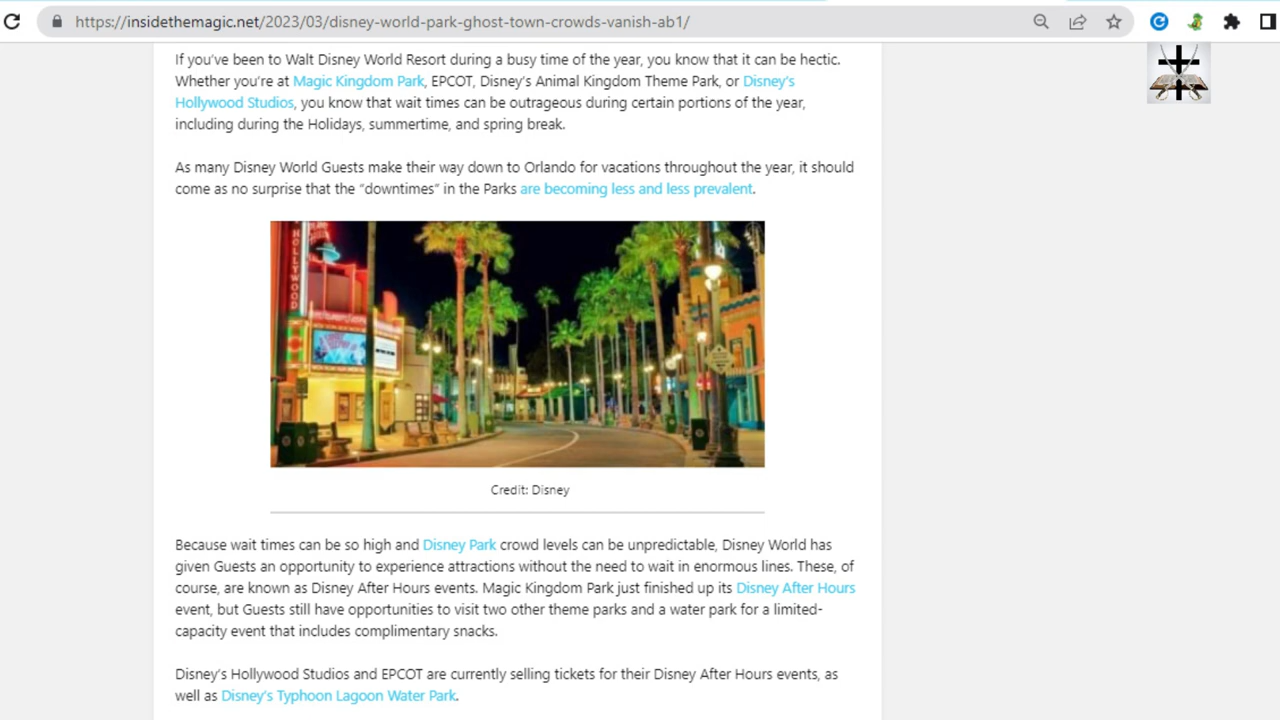 https://insidethemagic.net/2023/03/disney-world-park-ghost-town-crowds-vanish-ab1/
If you've been to Walt Disney World Resort during a busy time of the year, you know that it can be hectic.
Whether you're at Magic Kingdom Park, EPCOT, Disney's Animal Kingdom Theme Park, or Disney's
Hollywood Studios, you know that wait times can be outrageous during certain portions of the year,
including during the Holidays, summertime, and spring break.
As many Disney World Guests make their way down to Orlando for vacations throughout the year, it should
come as no surprise that the “downtimes” in the Parks are becoming less and less prevalent.
HOLLYWOOD
Credit: Disney
Because wait times can be so high and Disney Park crowd levels can be unpredictable, Disney World has
given Guests an opportunity to experience attractions without the need to wait in enormous lines. These, of
course, are known as Disney After Hours events. Magic Kingdom Park just finished up its Disney After Hours
event, but Guests still have opportunities to visit two other theme parks and a water park for a limited-
capacity event that includes complimentary snacks.
Disney's Hollywood Studios and EPCOT are currently selling tickets for their Disney After Hours events, as
well as Disney's Typhoon Lagoon Water Park.